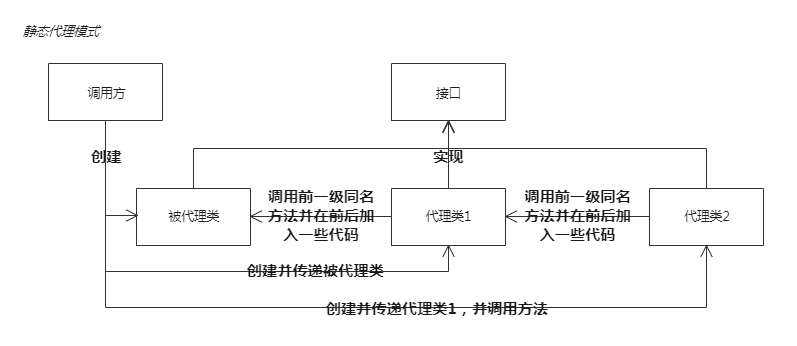 静态代理模式
调用方
接口
创建
实现
被代理类
调用前一级同名
方法并在前后加
入一些代码
代理类1
调用前一级同名
方法并在前后加
入一些代码
代理类2
创建并传递被代理类
创建并传递代理类1，并调用方法